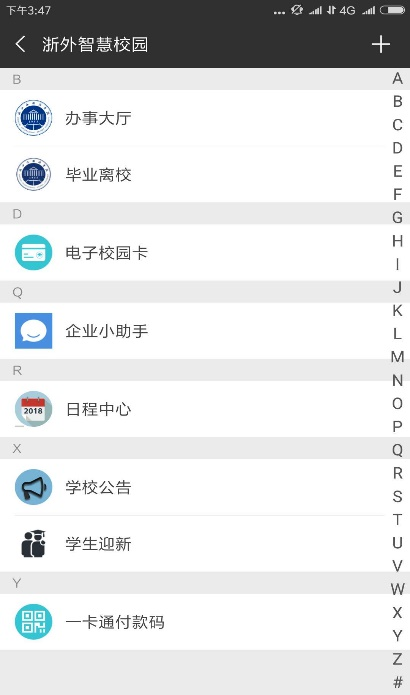 下午3:47
4G
浙外智慧校园
B
办事大厅
毕业离校
D
电子校园卡
Q
企业小助手
R
2018
日程中心
X
学校公告
学生迎新
Y
一卡通付款码
A
B
C
D
E
F
G
H
I
J
K
L
M
N
O
P
Q
R
S
T
U
V
W
X
Y
Z
#